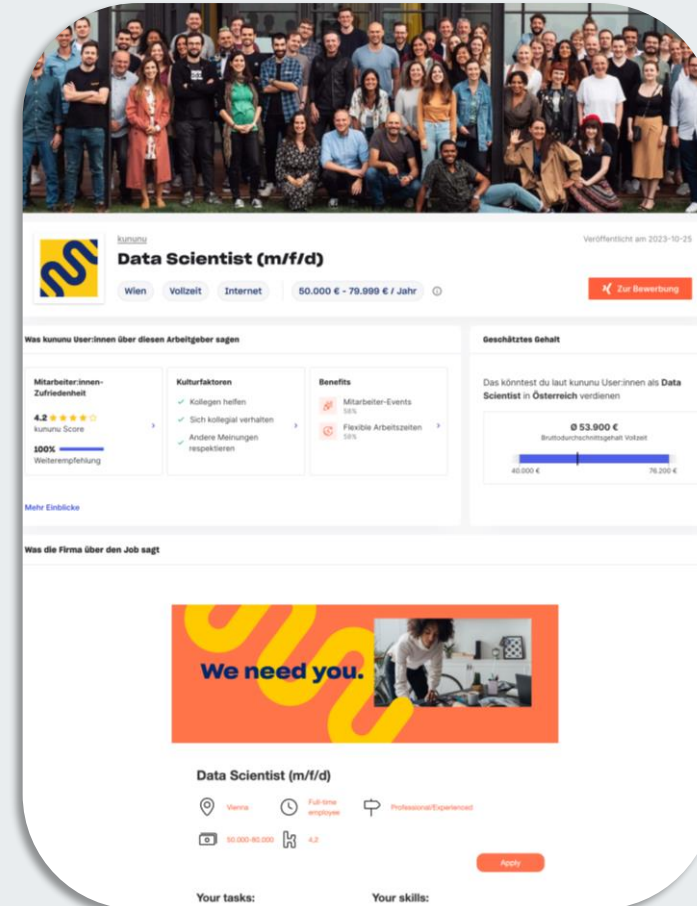 kununu
Veröffentlicht am 2023-10-25
Data Scientist (m/f/d)
Wien Vollzeit Internet 50.000 € - 79.999 € / Jahr
Zur Bewerbung
Was kununu User:innen über diesen Arbeitgeber sagen
Mitarbeiter:innen-
Zufriedenheit
4.2
kununu Score
100%
Weiterempfehlung
Kulturfaktoren
Kollegen helfen
Sich kollegial verhalten
Andere Meinungen
respektieren
Benefits
Mitarbeiter-Events
58%
Flexible Arbeitszeiten
58%
Mehr Einblicke
Geschätztes Gehalt
Das könntest du laut kununu User:innen als Data
Scientist in Österreich verdienen
Ø 53.900 €
Bruttodurchschnittsgehalt Vollzeit
40.000 € 76.200 €
Was die Firma über den Job sagt
We need you.
Data Scientist (m/f/d)
Vienna
Full-time
employee
Professional/Experienced
50.000-80.000
4,2
Apply
Your tasks: Your skills: